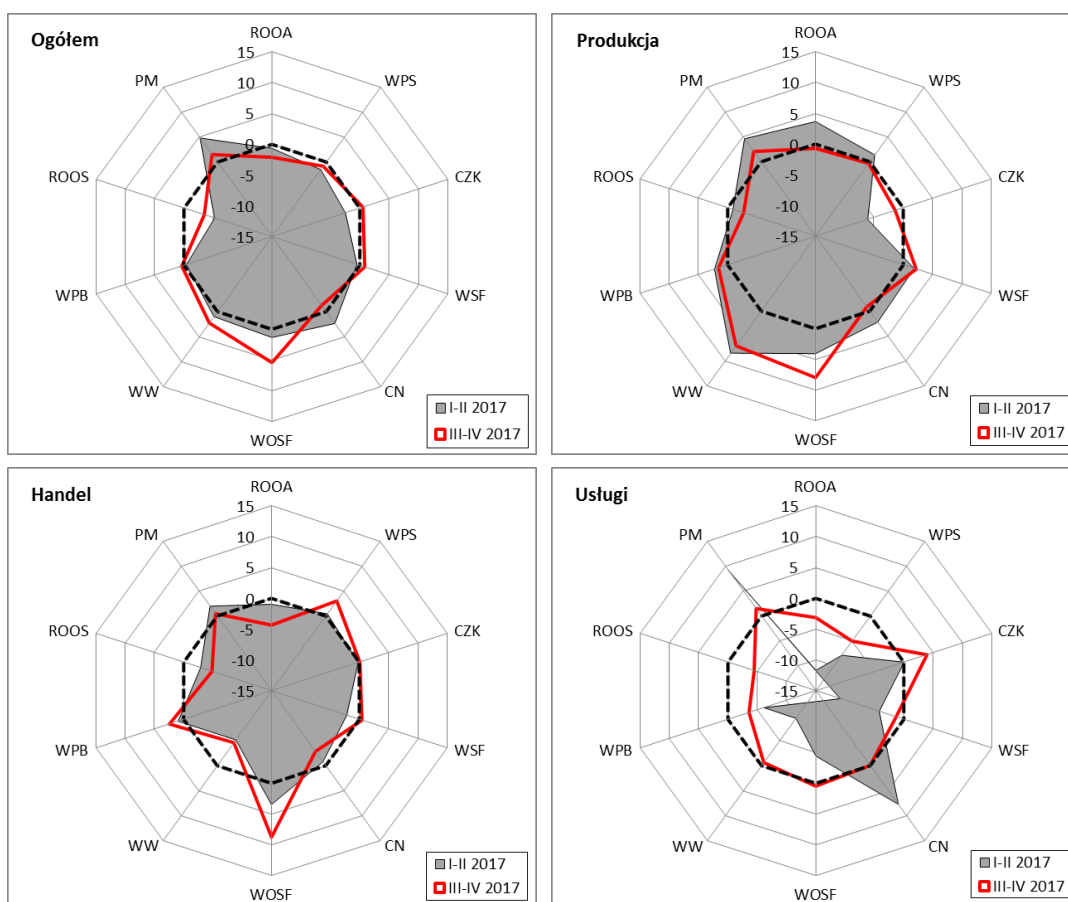 Ogółem
ROOA
WPS
CZK
WSF
CN
WOSF
WW
WPB
ROOS
PM
15
10
5
0
-5
-10
-15
I-II 2017
III-IV 2017
Produkcja
ROOA
WPS
CZK
WSF
CN
WOSF
WW
WPB
ROOS
PM
15
10
5
0
-5
-10
-15
I-II 2017
III-IV 2017
Handel
ROOA
WPS
CZK
WSF
CN
WOSF
WW
WPB
ROOS
PM
15
10
5
0
-5
-10
-15
I-II 2017
III-IV 2017
Usługi
ROOA
WPS
CZK
WSF
CN
WOSF
WW
WPB
ROOS
PM
15
10
5
0
-5
-10
-15
I-II 2017
III-IV 2017